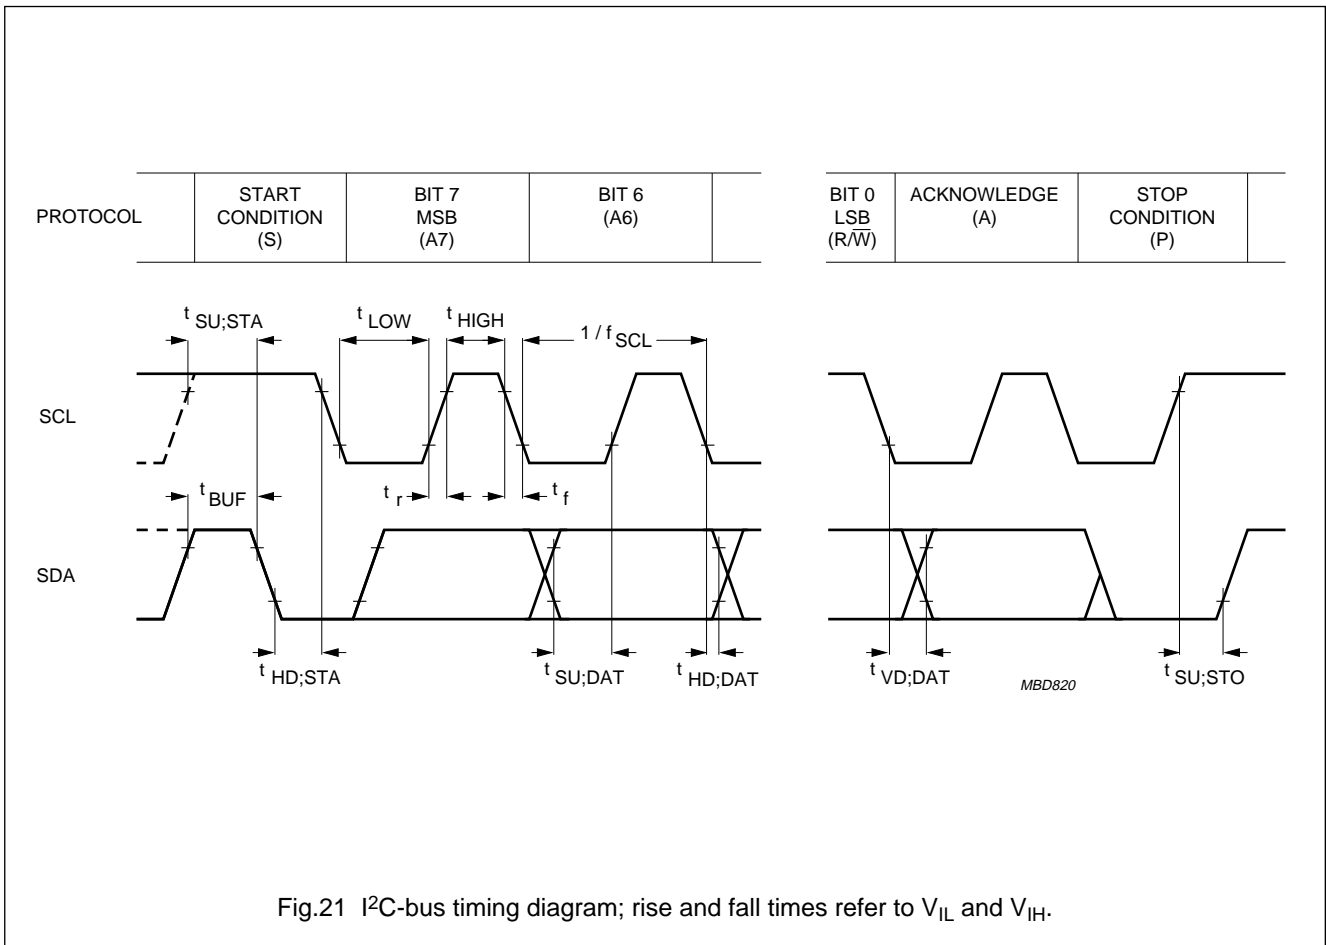 PROTOCOL
START
CONDITION
(S)
BIT 7
MSB
(A7)
BIT 6
(A6)
BIT 0
LSB
(R/W̅)
ACKNOWLEDGE
(A)
STOP
CONDITION
(P)
t SU;STA
t LOW
t HIGH
1 / f SCL
SCL
t BUF
t r
t f
SDA
t HD;STA
t SU;DAT
t HD;DAT
t VD;DAT
MBD820
t SU;STO
Fig.21 I²C-bus timing diagram; rise and fall times refer to VIL and VIH.